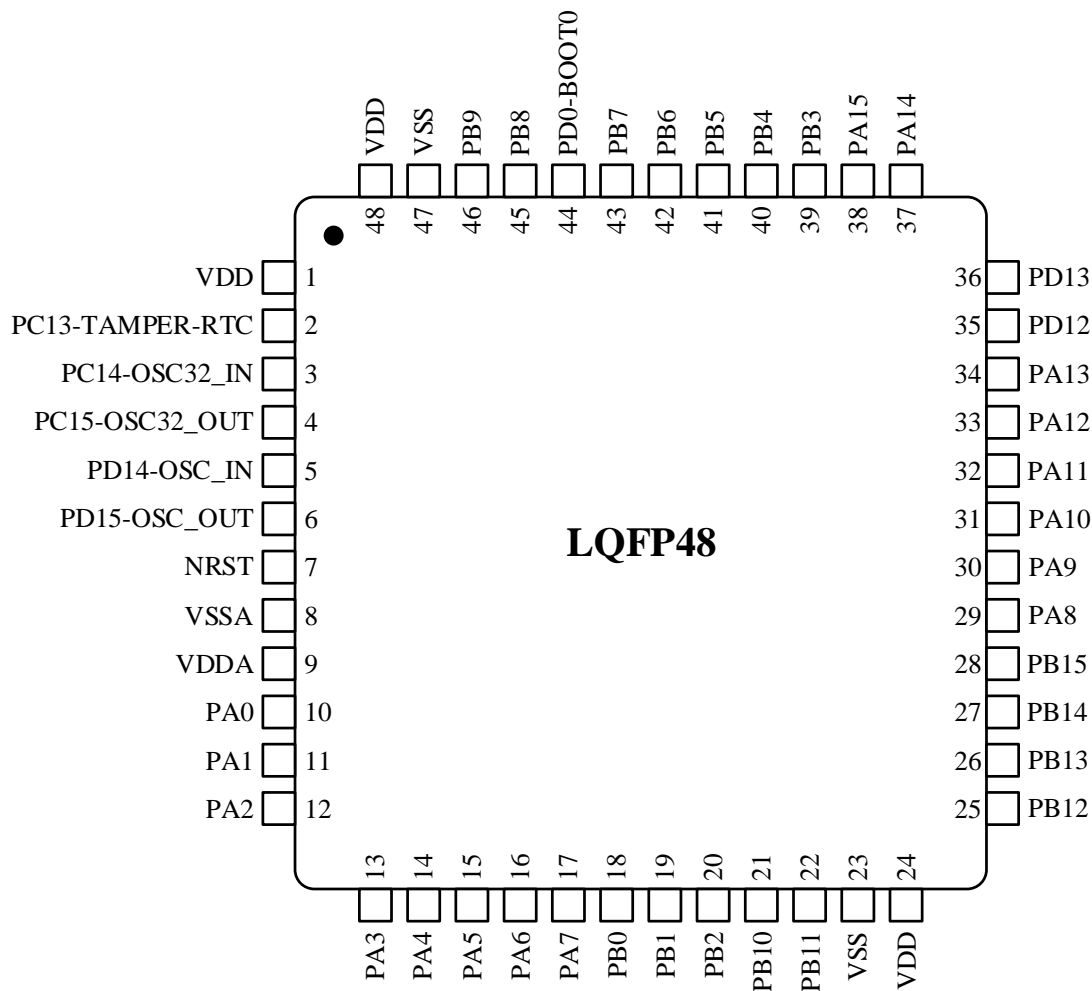 VDD
VSS
PB9
PB8
PD0-BOOT0
PB7
PB6
PB5
PB4
PB3
PA15
PA14
48
47
46
45
44
43
42
41
40
39
38
37
VDD 1
PC13-TAMPER-RTC 2
PC14-OSC32_IN 3
PC15-OSC32_OUT 4
PD14-OSC_IN 5
PD15-OSC_OUT 6
NRST 7
VSSA 8
VDDA 9
PA0 10
PA1 11
PA2 12
LQFP48
36 PD13
35 PD12
34 PA13
33 PA12
32 PA11
31 PA10
30 PA9
29 PA8
28 PB15
27 PB14
26 PB13
25 PB12
13
14
15
16
17
18
19
20
21
22
23
24
PA3
PA4
PA5
PA6
PA7
PB0
PB1
PB2
PB10
PB11
VSS
VDD